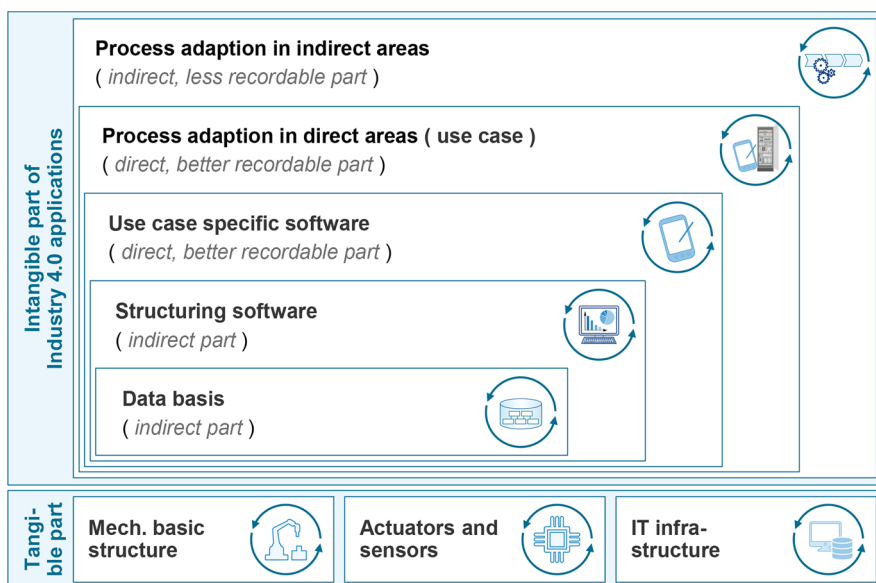 Intangible part of
Industry 4.0 applications
Process adaption in indirect areas
( indirect, less recordable part )
Process adaption in direct areas ( use case )
( direct, better recordable part )
Use case specific software
( direct, better recordable part )
Structuring software
( indirect part )
Data basis
( indirect part )
Tangi-
ble part
Mech. basic
structure
Actuators and
sensors
IT infra-
structure